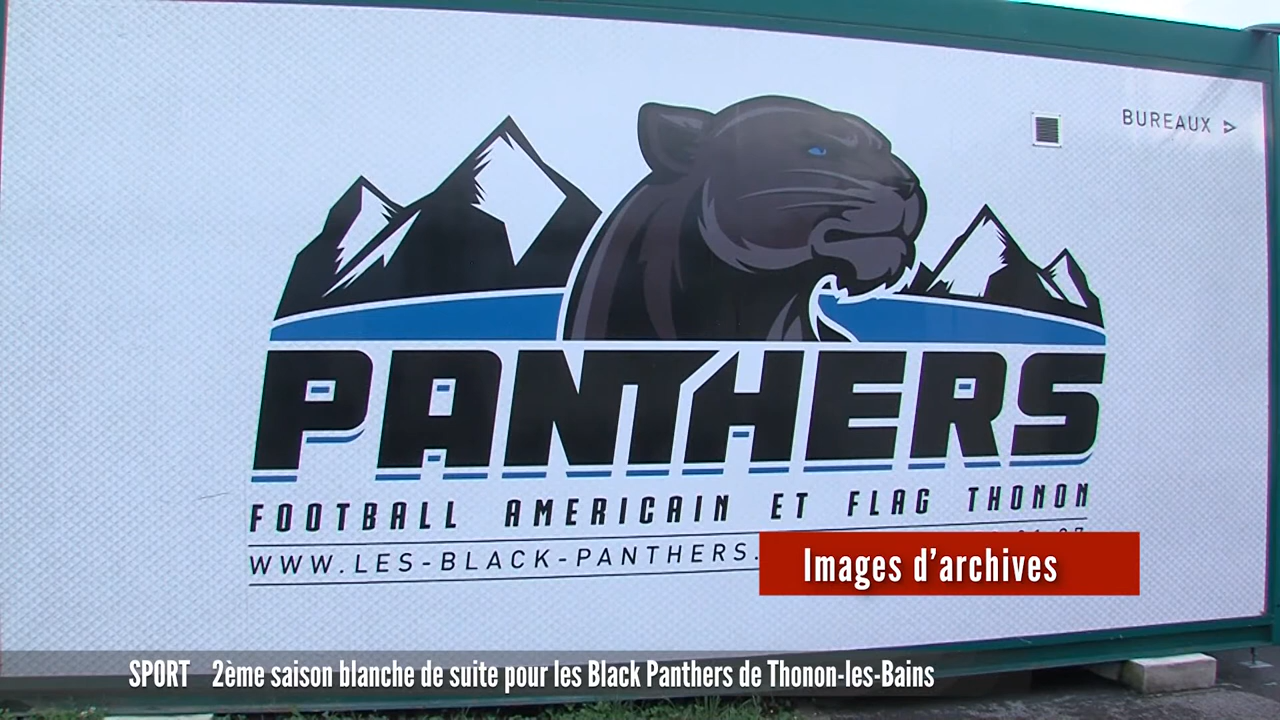 BUREAUX
PANTHERS
FOOTBALL AMERICAIN ET FLAG THONON
WWW.LES-BLACK-PANTHERS.
Images d'archives
SPORT 2ème saison blanche de suite pour les Black Panthers de Thonon-les-Bains